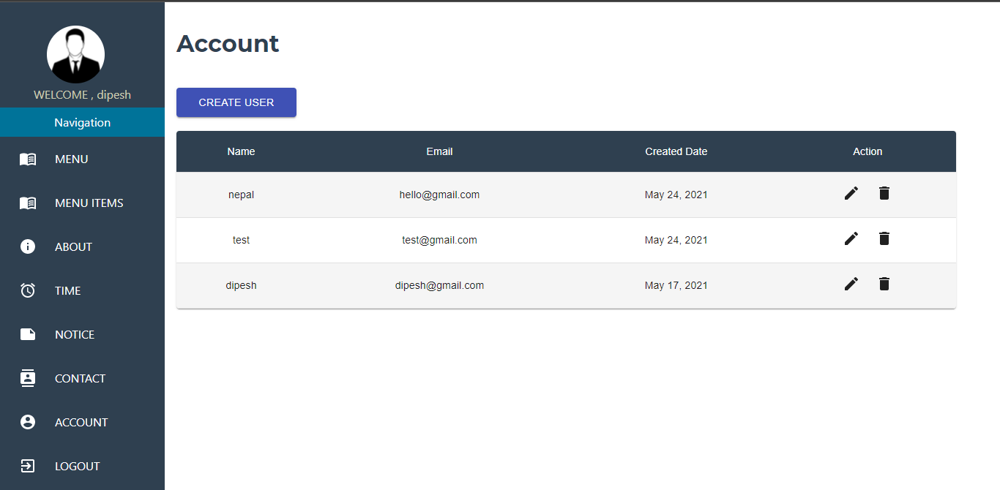 WELCOME , dipesh
Navigation
MENU
MENU ITEMS
ABOUT
TIME
NOTICE
CONTACT
ACCOUNT
LOGOUT
Account
CREATE USER
Name Email Created Date Action
nepal hello@gmail.com May 24, 2021
test test@gmail.com May 24, 2021
dipesh dipesh@gmail.com May 17, 2021